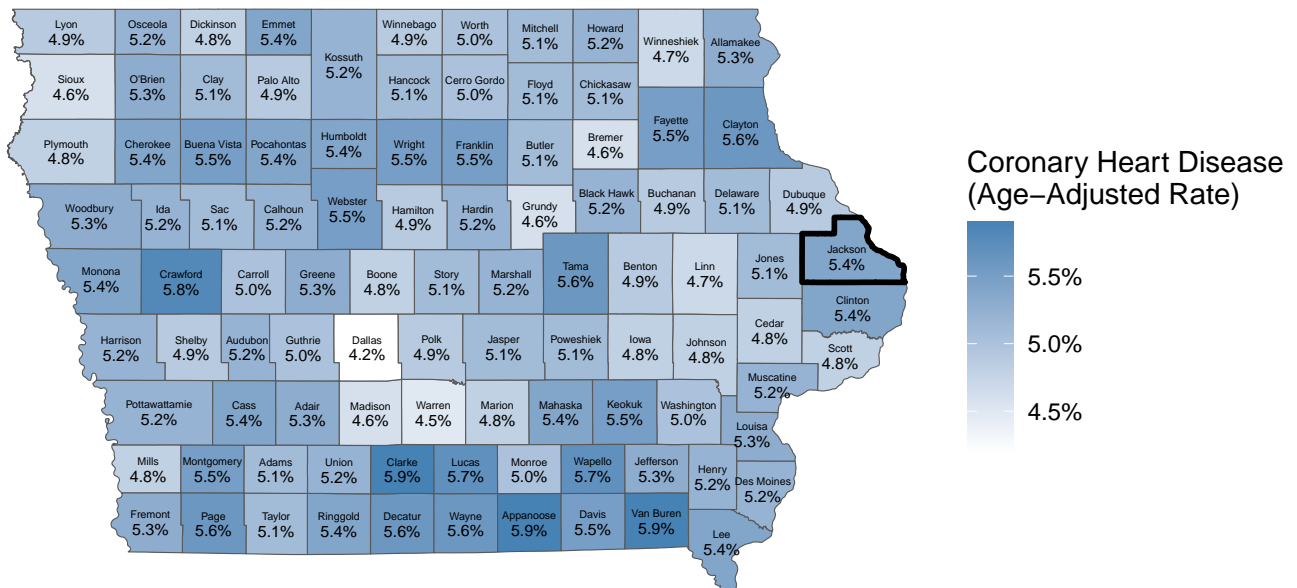 Lyon
4.9%
Osceola
5.2%
Dickinson
4.8%
Emmet
5.4%
Kossuth
5.2%
Winnebago
4.9%
Worth
5.0%
Mitchell
5.1%
Howard
5.2%
Winneshiek
4.7%
Allamakee
5.3%
Sioux
4.6%
O'Brien
5.3%
Clay
5.1%
Palo Alto
4.9%
Hancock
5.1%
Cerro Gordo
5.0%
Floyd
5.1%
Chickasaw
5.1%
Fayette
5.5%
Clayton
5.6%
Plymouth
4.8%
Cherokee
5.4%
Buena Vista
5.5%
Pocahontas
5.4%
Humboldt
5.4%
Wright
5.5%
Franklin
5.5%
Butler
5.1%
Bremer
4.6%
Woodbury
5.3%
Ida
5.2%
Sac
5.1%
Calhoun
5.2%
Webster
5.5%
Hamilton
4.9%
Hardin
5.2%
Grundy
4.6%
Black Hawk
5.2%
Buchanan
4.9%
Delaware
5.1%
Dubuque
4.9%
Monona
5.4%
Crawford
5.8%
Carroll
5.0%
Greene
5.3%
Boone
4.8%
Story
5.1%
Marshall
5.2%
Tama
5.6%
Benton
4.9%
Linn
4.7%
Jones
5.1%
Jackson
5.4%
Clinton
5.4%
Harrison
5.2%
Shelby
4.9%
Audubon
5.2%
Guthrie
5.0%
Dallas
4.2%
Polk
4.9%
Jasper
5.1%
Poweshiek
5.1%
Iowa
4.8%
Johnson
4.8%
Cedar
4.8%
Scott
4.8%
Muscatine
5.2%
Pottawattamie
5.2%
Cass
5.4%
Adair
5.3%
Madison
4.6%
Warren
4.5%
Marion
4.8%
Mahaska
5.4%
Keokuk
5.5%
Washington
5.0%
Louisa
5.3%
Mills
4.8%
Montgomery
5.5%
Adams
5.1%
Union
5.2%
Clarke
5.9%
Lucas
5.7%
Monroe
5.0%
Wapello
5.7%
Jefferson
5.3%
Henry
5.2%
Des Moines
5.2%
Fremont
5.3%
Page
5.6%
Taylor
5.1%
Ringgold
5.4%
Decatur
5.6%
Wayne
5.6%
Appanoose
5.9%
Davis
5.5%
Van Buren
5.9%
Lee
5.4%
Coronary Heart Disease
(Age−Adjusted Rate)
5.5%
5.0%
4.5%